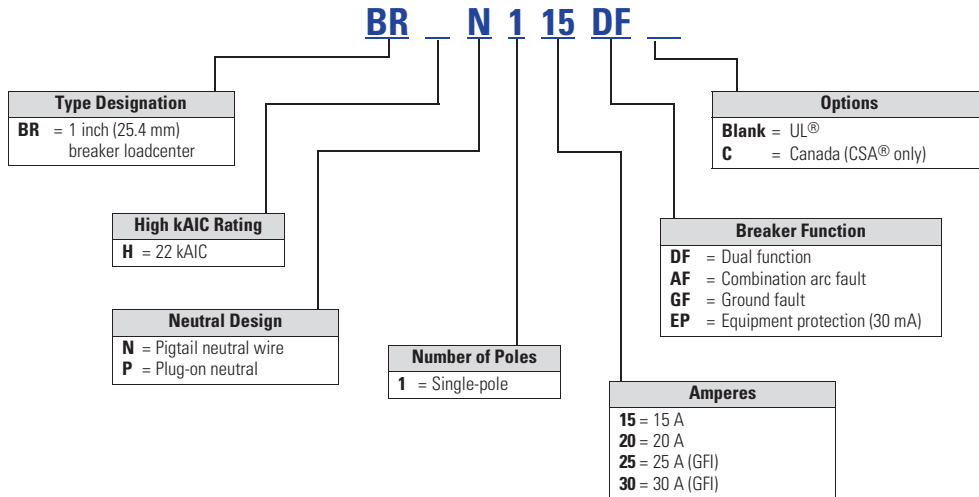 BR _ N 1 15 DF _
Type Designation
BR = 1 inch (25.4 mm)
breaker loadcenter
Options
Blank = UL®
C = Canada (CSA® only)
High kAIC Rating
H = 22 kAIC
Breaker Function
DF = Dual function
AF = Combination arc fault
GF = Ground fault
EP = Equipment protection (30 mA)
Neutral Design
N = Pigtail neutral wire
P = Plug-on neutral
Number of Poles
1 = Single-pole
Amperes
15 = 15 A
20 = 20 A
25 = 25 A (GFI)
30 = 30 A (GFI)